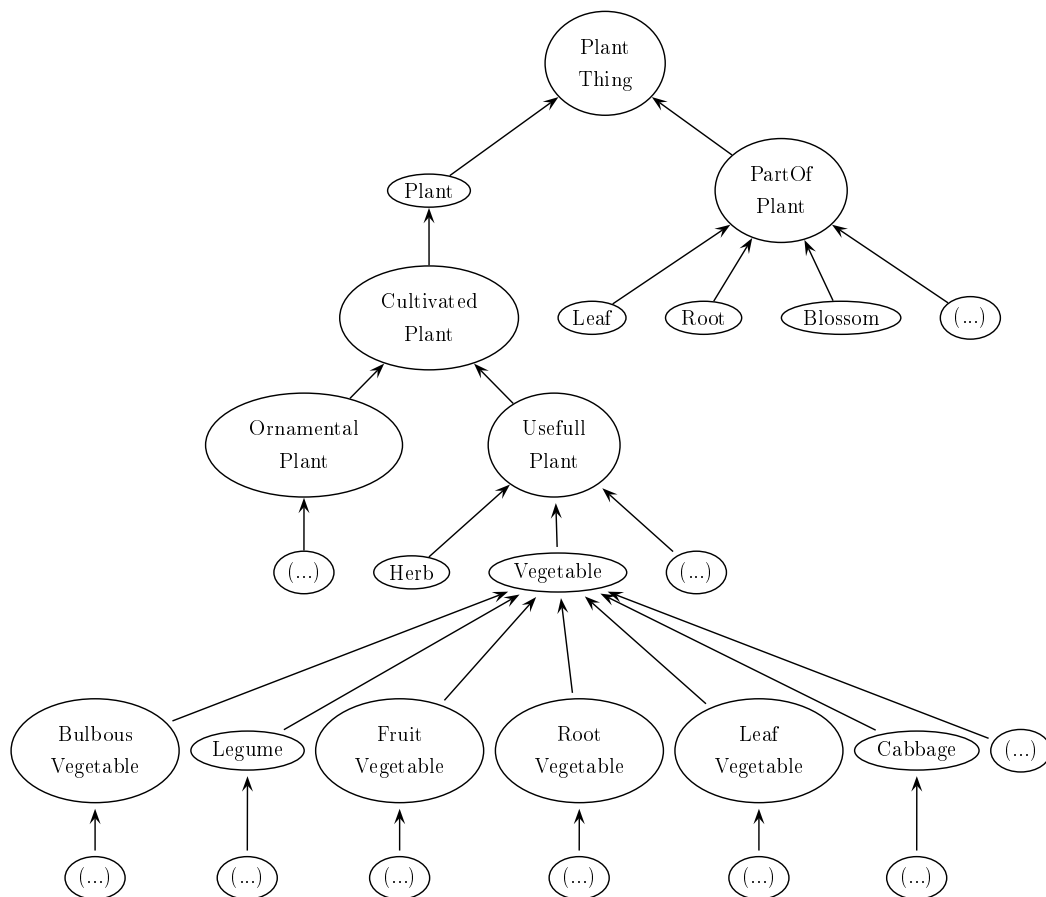 Plant
Thing
Plant
PartOf
Plant
Cultivated
Plant
Leaf
Root
Blossom
(...)
Ornamental
Plant
Usefull
Plant
(...)
Herb
Vegetable
(...)
Bulbous
Vegetable
Legume
Fruit
Vegetable
Root
Vegetable
Leaf
Vegetable
Cabbage
(...)
(...)
(...)
(...)
(...)
(...)
(...)